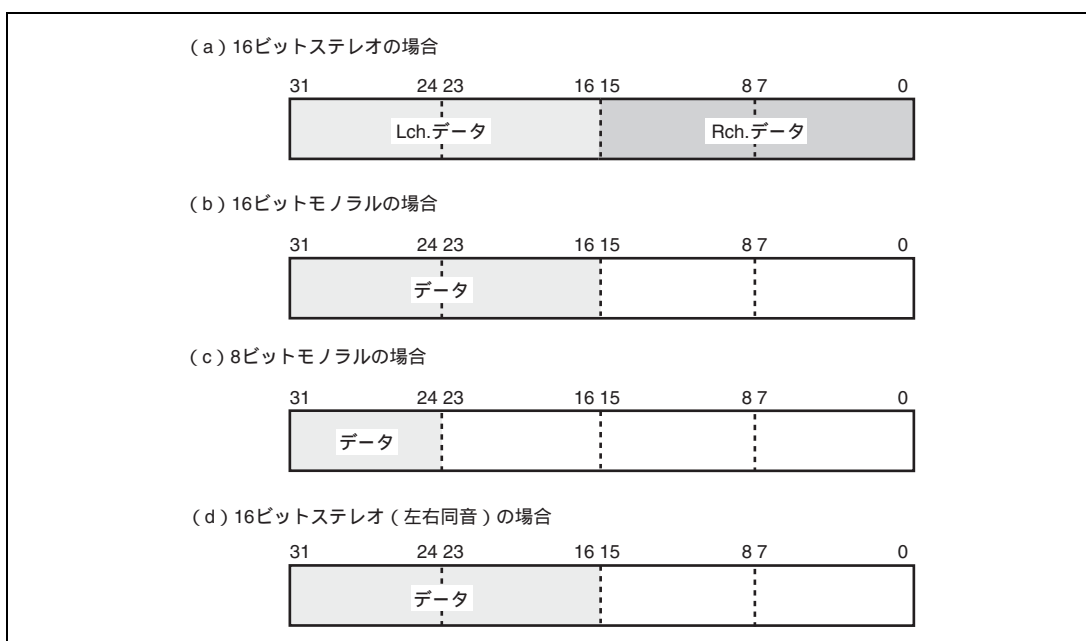 (a)16ビットステレオの場合
31 24 23 16 15 8 7 0
Lch.データ Rch.データ
(b)16ビットモノラルの場合
31 24 23 16 15 8 7 0
データ
(c)8ビットモノラルの場合
31 24 23 16 15 8 7 0
データ
(d)16ビットステレオ(左右同音)の場合
31 24 23 16 15 8 7 0
データ